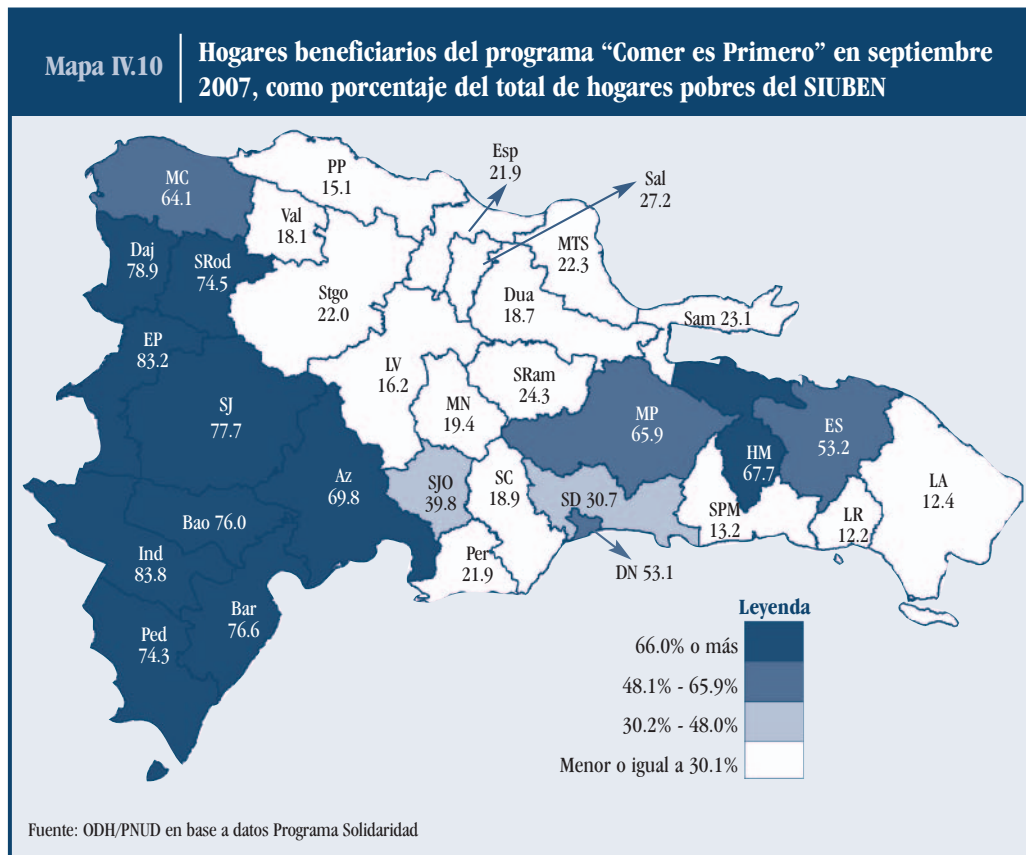 Mapa IV.10
Hogares beneficiarios del programa “Comer es Primero” en septiembre
2007, como porcentaje del total de hogares pobres del SIUBEN
Esp
21.9
Sal
27.2
PP
15.1
MC
64.1
Val
18.1
MTS
22.3
Daj
78.9
SRod
74.5
Stgo
22.0
Dua
18.7
Sam 23.1
EP
83.2
LV
16.2
SRam
24.3
MN
19.4
SJ
77.7
MP
65.9
ES
53.2
HM
67.7
Az
69.8
SJO
39.8
SC
18.9
SD 30.7
SPM
13.2
LR
12.2
LA
12.4
Bao 76.0
Ind
83.8
Per
21.9
DN 53.1
Bar
76.6
Ped
74.3
Leyenda
66.0% o más
48.1% - 65.9%
30.2% - 48.0%
Menor o igual a 30.1%
Fuente: ODH/PNUD en base a datos Programa Solidaridad